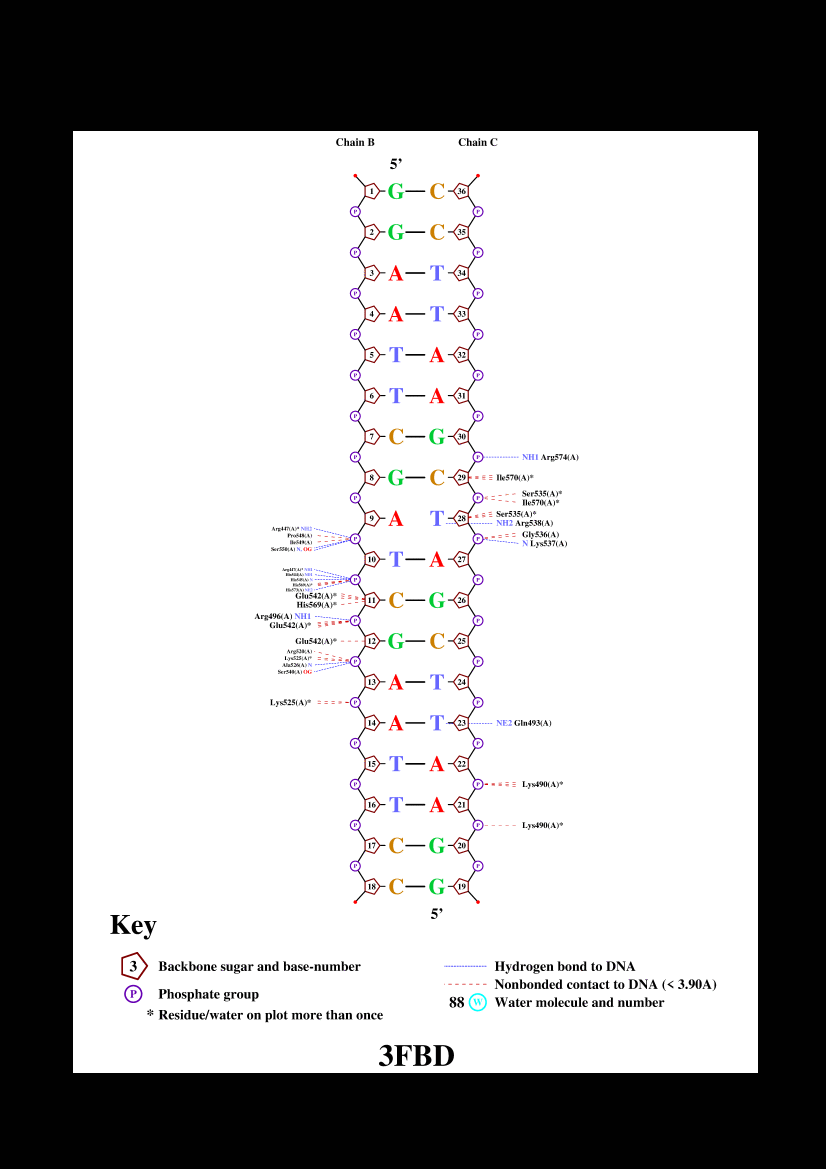 Chain B Chain C
5’
1 G C 36
P P
2 G C 35
P P
3 A T 34
P P
4 A T 33
P P
5 T A 32
P P
6 T A 31
P P
7 C G 30
P P NH1 Arg574(A)
8 G C 29 Ile570(A)*
P P Ser535(A)*
Ile570(A)*
9 A T 28 Ser535(A)*
NH2 Arg538(A)
Arg447(A)* NH2
Pro548(A)
Ile549(A)
Ser550(A) N, OG
P P Gly536(A)
N Lys537(A)
10 T A 27
Arg447(A)*
P P
11 C G 26
Glu542(A)*
His569(A)*
Arg496(A) NH1
Glu542(A)*
P P
Glu542(A)* 12 G C 25
Arg520(A)
Lys525(A)*
Ala526(A) N
Ser540(A) OG
P P
13 A T 24
Lys525(A)* P P
14 A T 23 NE2 Gln493(A)
P P
15 T A 22
P P Lys490(A)*
16 T A 21
P P Lys490(A)*
17 C G 20
P P
18 C G 19
5’
Key
3 Backbone sugar and base-number
P Phosphate group
* Residue/water on plot more than once
Hydrogen bond to DNA
Nonbonded contact to DNA (< 3.90A)
88 W Water molecule and number
3FBD